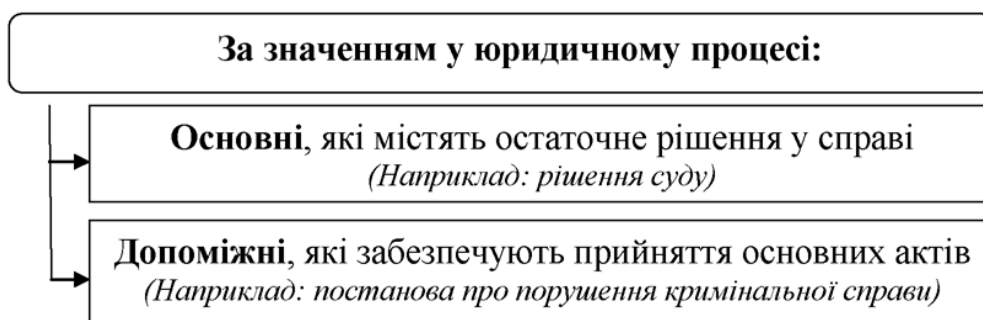 За значенням у юридичному процесі:
Основні, які містять остаточне рішення у справі
(Наприклад: рішення суду)
Допоміжні, які забезпечують прийняття основних актів
(Наприклад: постанова про порушення кримінальної справи)